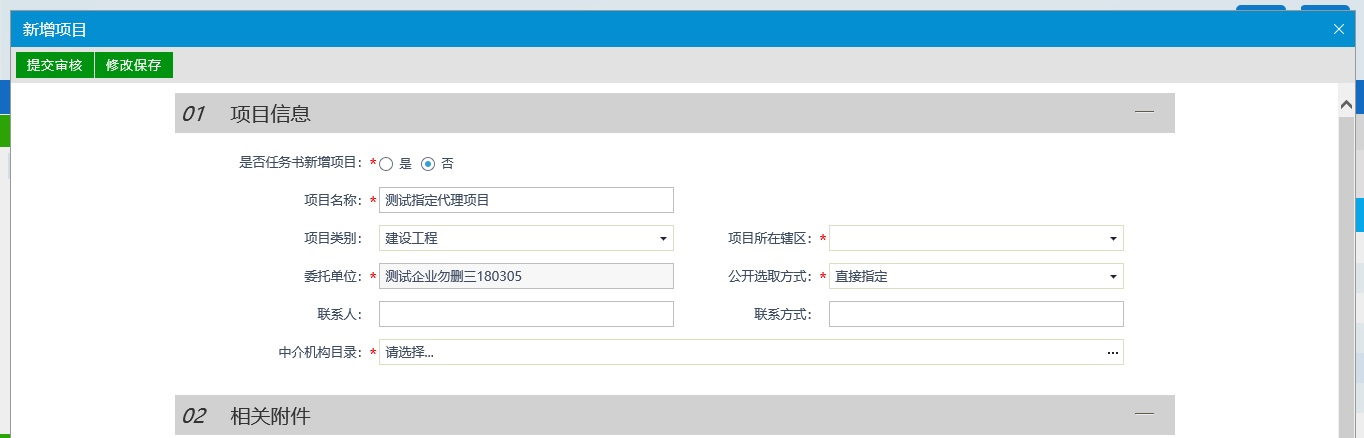 新增项目
提交审核 修改保存
01 项目信息
是否任务书新增项目： * 是 否
项目名称： * 测试指定代理项目
项目类别： 建设工程 项目所在辖区： *
委托单位： * 测试企业勿删三180305 公开选取方式： * 直接指定
联系人： 联系方式：
中介机构目录： * 请选择... ...
02 相关附件